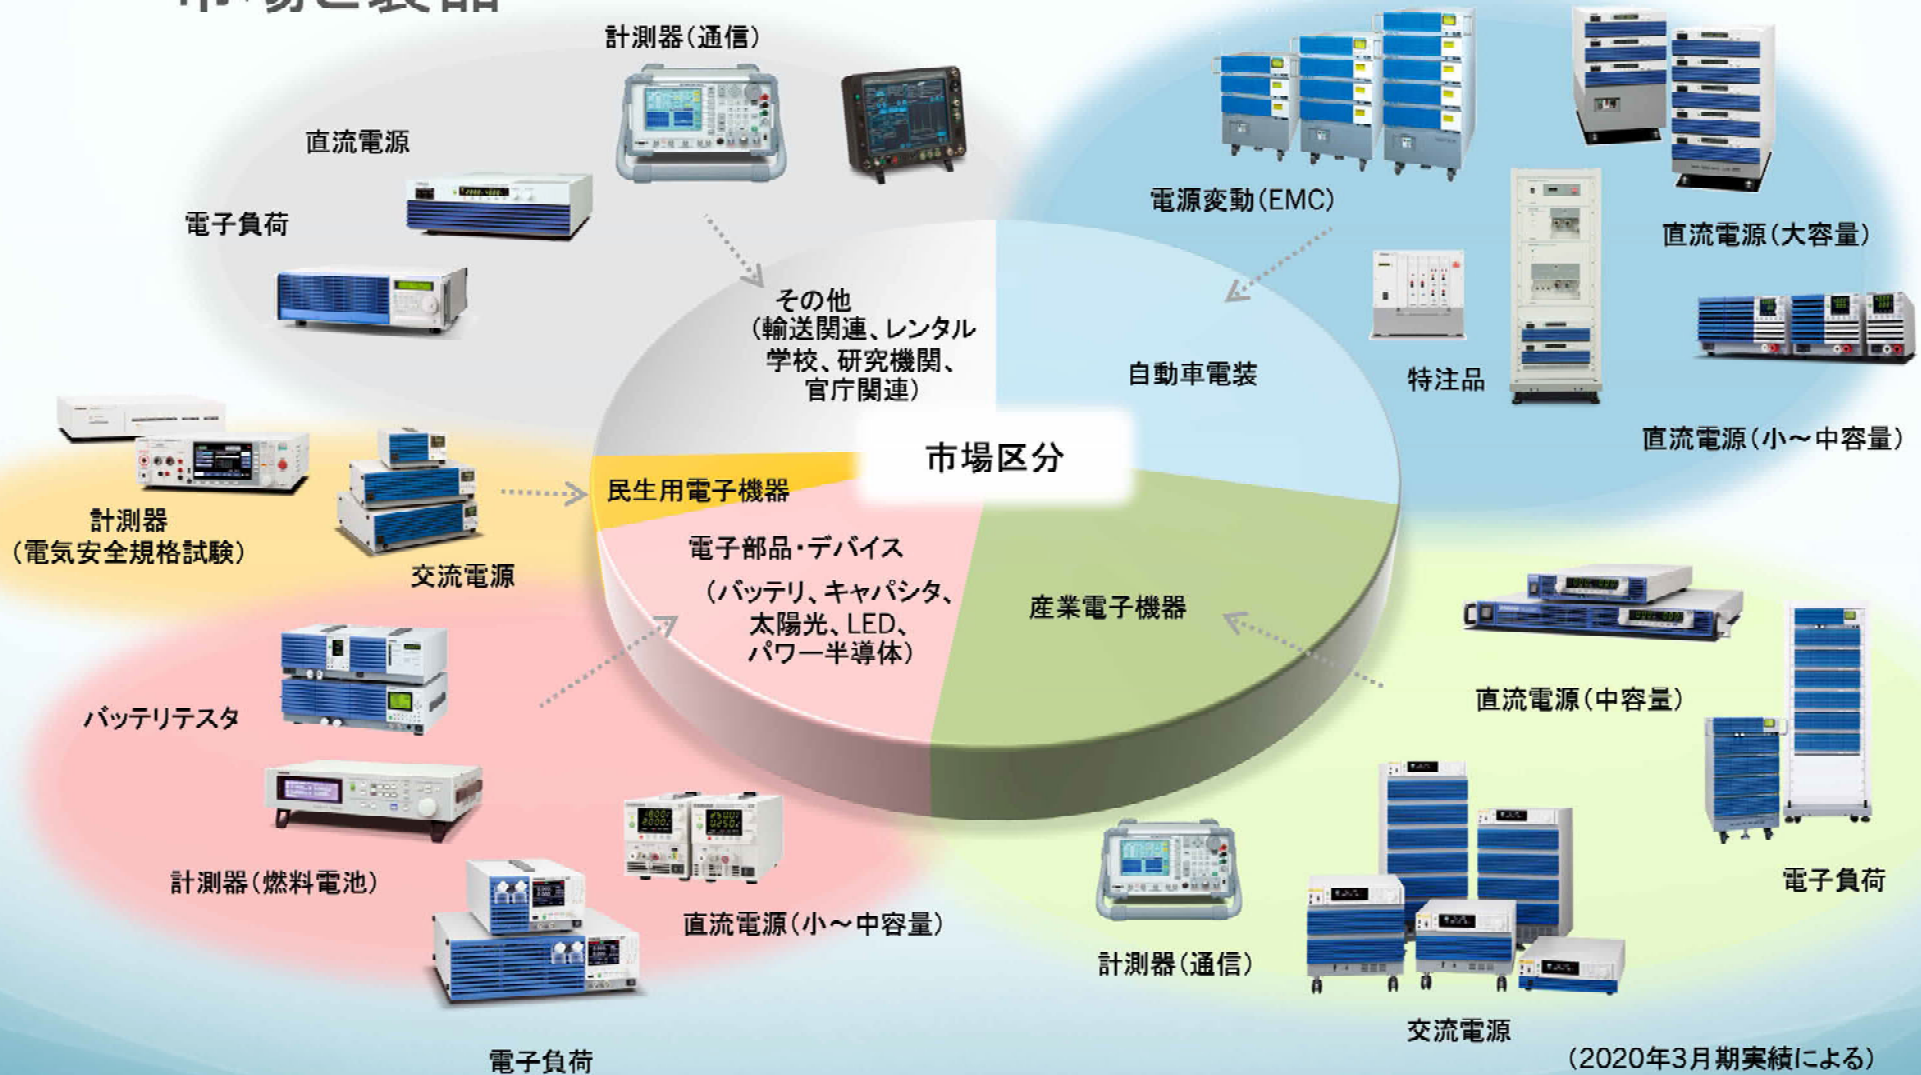 市場と製品
計測器(通信)
直流電源
電子負荷
電源変動(EMC)
直流電源(大容量)
特注品
直流電源(小～中容量)
その他
(輸送関連、レンタル
学校、研究機関、
官庁関連)
自動車電装
市場区分
民生用電子機器
計測器
(電気安全規格試験)
交流電源
電子部品・デバイス
(バッテリ、キャパシタ、
太陽光、LED、
パワー半導体)
産業電子機器
バッテリテスタ
計測器(燃料電池)
直流電源(小～中容量)
電子負荷
直流電源(中容量)
電子負荷
計測器(通信)
交流電源
(2020年3月期実績による)